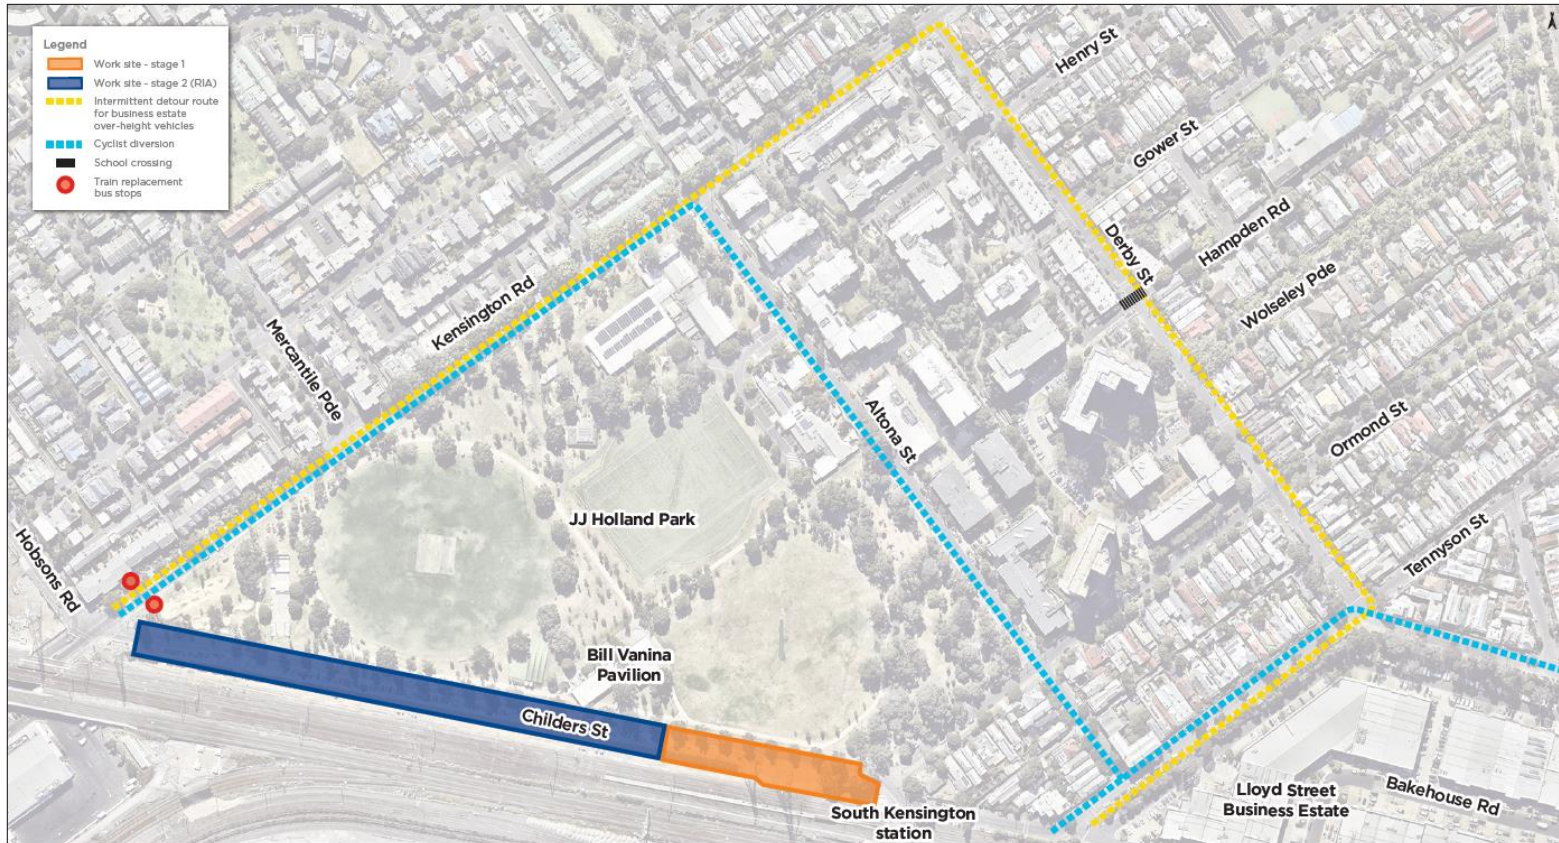 Legend
Work site - stage 1
Work site - stage 2 (RIA)
Intermittent detour route
for business estate
over-height vehicles
Cyclist diversion
School crossing
Train replacement
bus stops
Henry St
Gower St
Hampden Rd
Derby St
Wolseley Pde
Kensington Rd
Mercantile Pde
Altona St
Ormond St
JJ Holland Park
Tennyson St
Hobsons Rd
Bill Vanina
Pavilion
Childers St
South Kensington
station
Lloyd Street
Business Estate
Bakehouse Rd